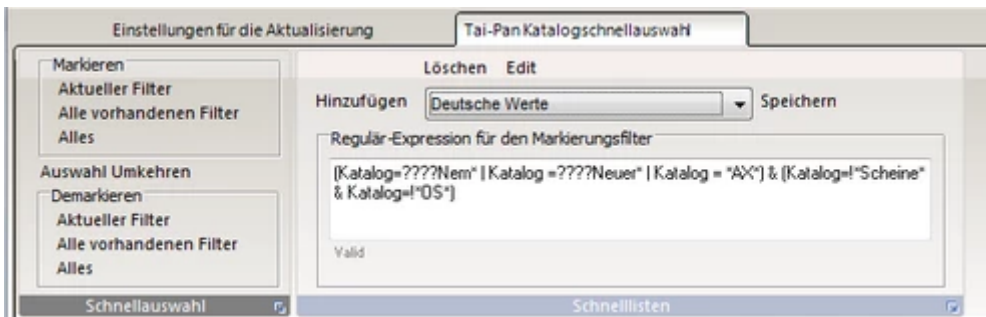 Einstellungen für die Aktualisierung
Tai-Pan Katalogschnellauswahl
Markieren
Aktueller Filter
Alle vorhandenen Filter
Alles
Auswahl Umkehren
Demarkieren
Aktueller Filter
Alle vorhandenen Filter
Alles
Schnellauswahl
Löschen Edit
Hinzufügen Deutsche Werte Speichern
Regulär-Expression für den Markierungsfilter
(Katalog=????Nem* | Katalog =????Neuer* | Katalog = *AX*) & (Katalog=!*Scheine*
& Katalog=!*OS*)
Valid
Schnelllisten